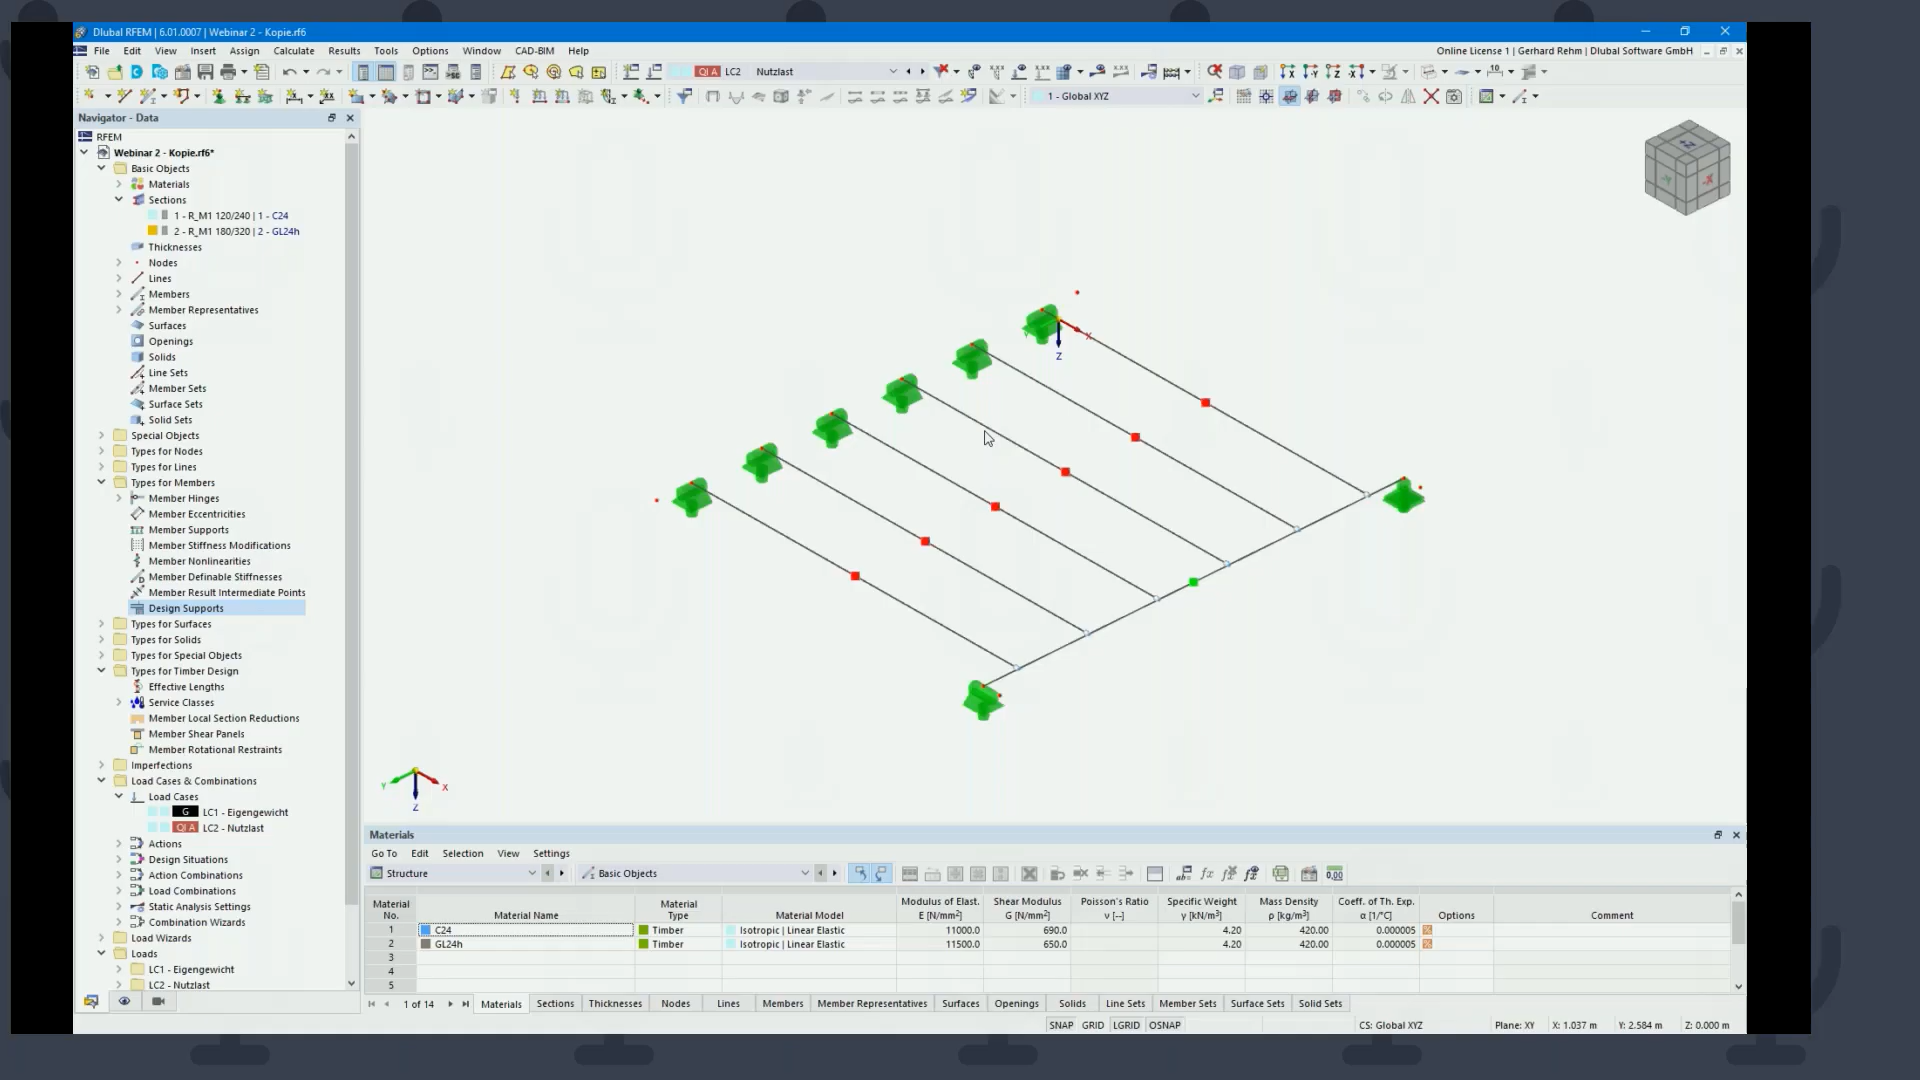 Dlubal RFEM | 6.01.0007 | Webinar 2 - Kopie.rf6
File Edit View Insert Assign Calculate Results Tools Options Window CAD-BIM Help
Online License 1 | Gerhard Rehm | Dlubal Software GmbH
QI A LC2 Nutzlast
1 - Global XYZ
Navigator - Data
RFEM
Webinar 2 - Kopie.rf6*
Basic Objects
Materials
Sections
1 - R_M1 120/240 | 1 - C24
2 - R_M1 180/320 | 2 - GL24h
Thicknesses
Nodes
Lines
Members
Member Representatives
Surfaces
Openings
Solids
Line Sets
Member Sets
Surface Sets
Solid Sets
Special Objects
Types for Nodes
Types for Lines
Types for Members
Member Hinges
Member Eccentricities
Member Supports
Member Stiffness Modifications
Member Nonlinearities
Member Definable Stiffnesses
Member Result Intermediate Points
Design Supports
Types for Surfaces
Types for Solids
Types for Special Objects
Types for Timber Design
Effective Lengths
Service Classes
Member Local Section Reductions
Member Shear Panels
Member Rotational Restraints
Imperfections
Load Cases & Combinations
Load Cases
G LC1 - Eigengewicht
QI A LC2 - Nutzlast
Actions
Design Situations
Action Combinations
Load Combinations
Static Analysis Settings
Combination Wizards
Load Wizards
Loads
LC1 - Eigengewicht
LC2 - Nutzlast
X
Z
Y
X
Z
Materials
Go To Edit Selection View Settings
Structure Basic Objects
Material No. Material Name Material Type Material Model Modulus of Elast. E [N/mm²] Shear Modulus G [N/mm²] Poisson's Ratio ν [--] Specific Weight γ [kN/m³] Mass Density ρ [kg/m³] Coeff. of Th. Exp. α [1/°C] Options Comment
1 C24 Timber Isotropic | Linear Elastic 11000.0 690.0 4.20 420.00 0.000005
2 GL24h Timber Isotropic | Linear Elastic 11500.0 650.0 4.20 420.00 0.000005
3
4
5
1 of 14 Materials Sections Thicknesses Nodes Lines Members Member Representatives Surfaces Openings Solids Line Sets Member Sets Surface Sets Solid Sets
SNAP GRID LGRID OSNAP CS: Global XYZ Plane: XY X: 1.037 m Y: 2.584 m Z: 0.000 m